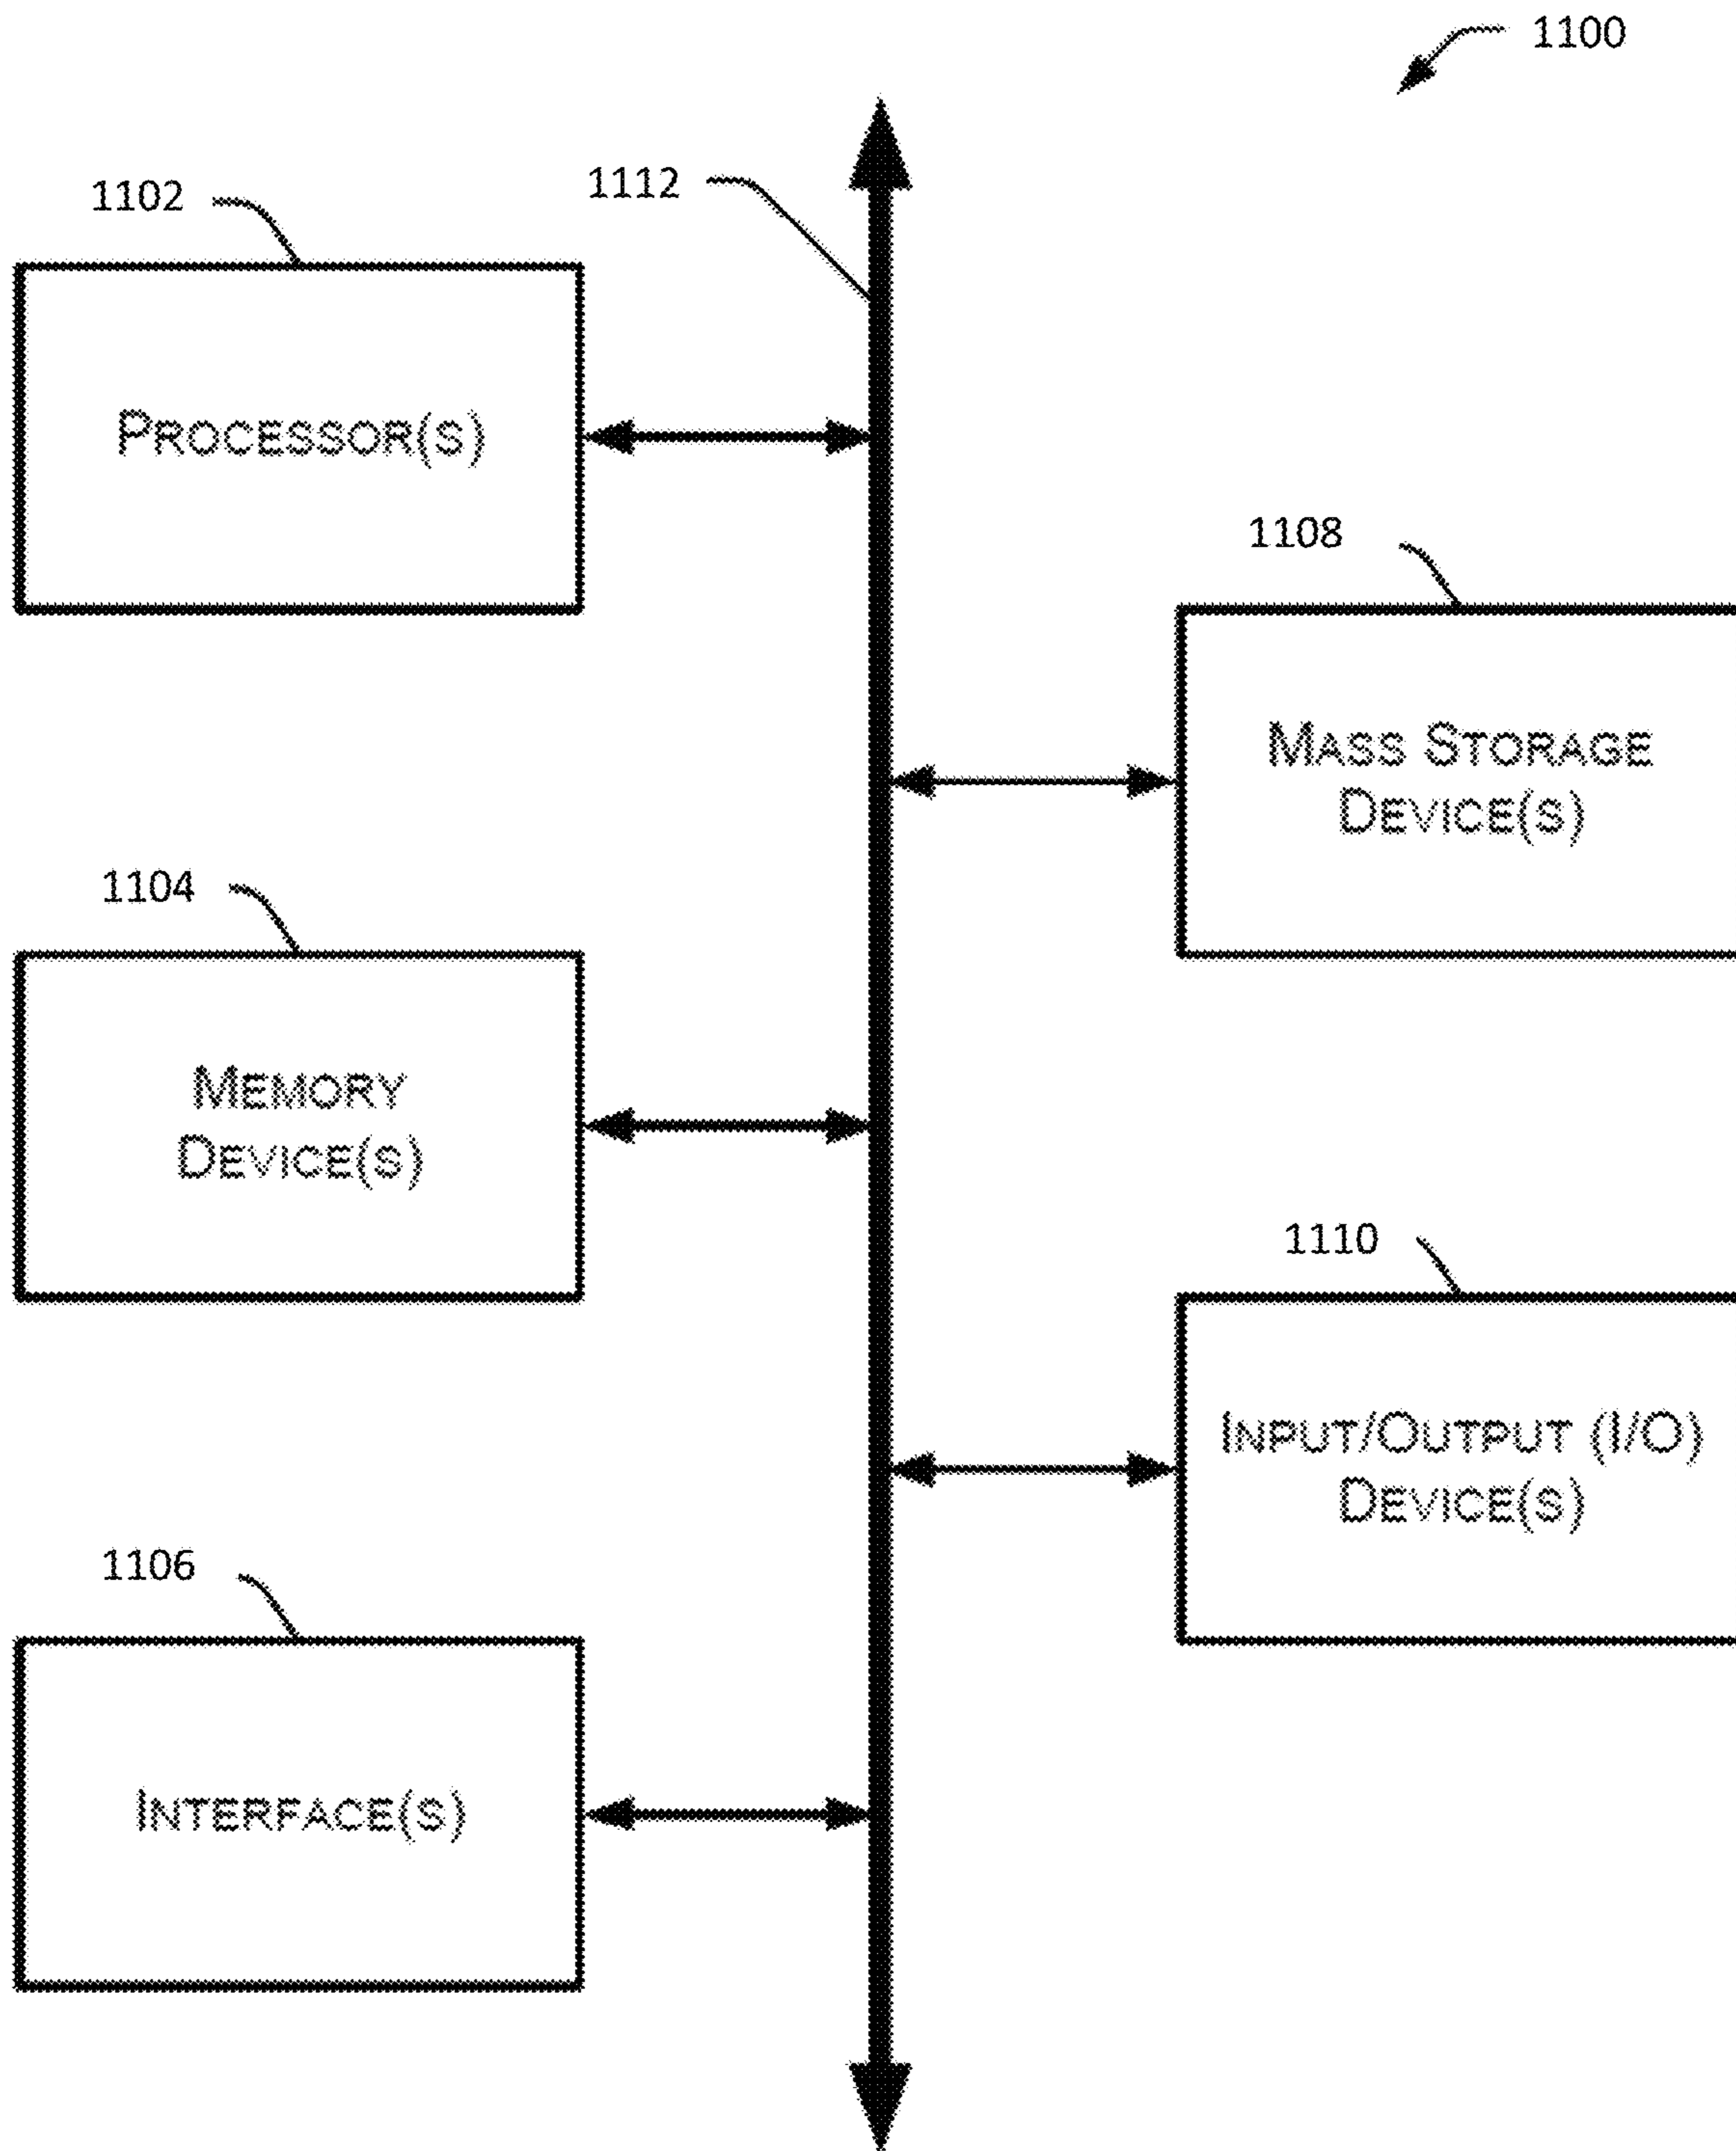 1100
1102
1112
PROCESSOR(S)
1108
MASS STORAGE
DEVICE(S)
1104
MEMORY
DEVICE(S)
1110
INPUT/OUTPUT (I/O)
DEVICE(S)
1106
INTERFACE(S)